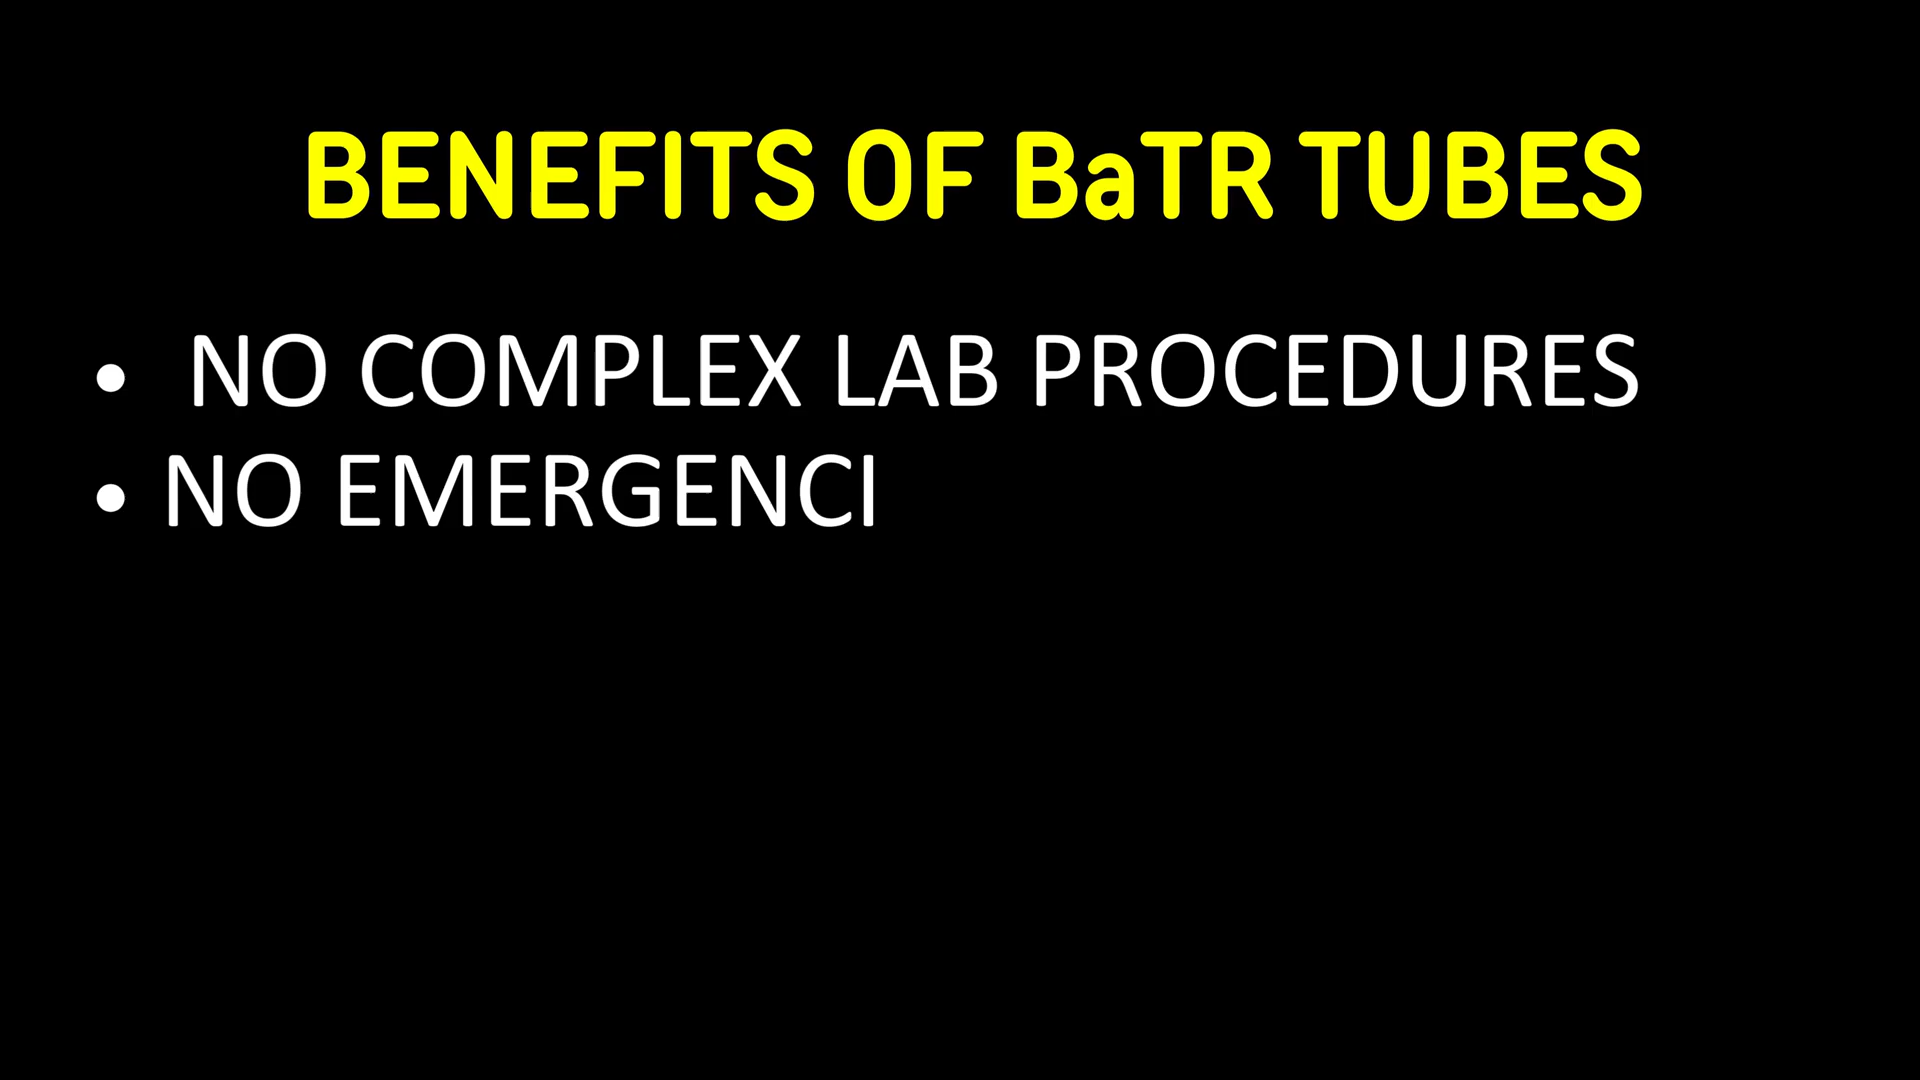 BENEFITS OF BaTR TUBES
• NO COMPLEX LAB PROCEDURES
• NO EMERGENCI